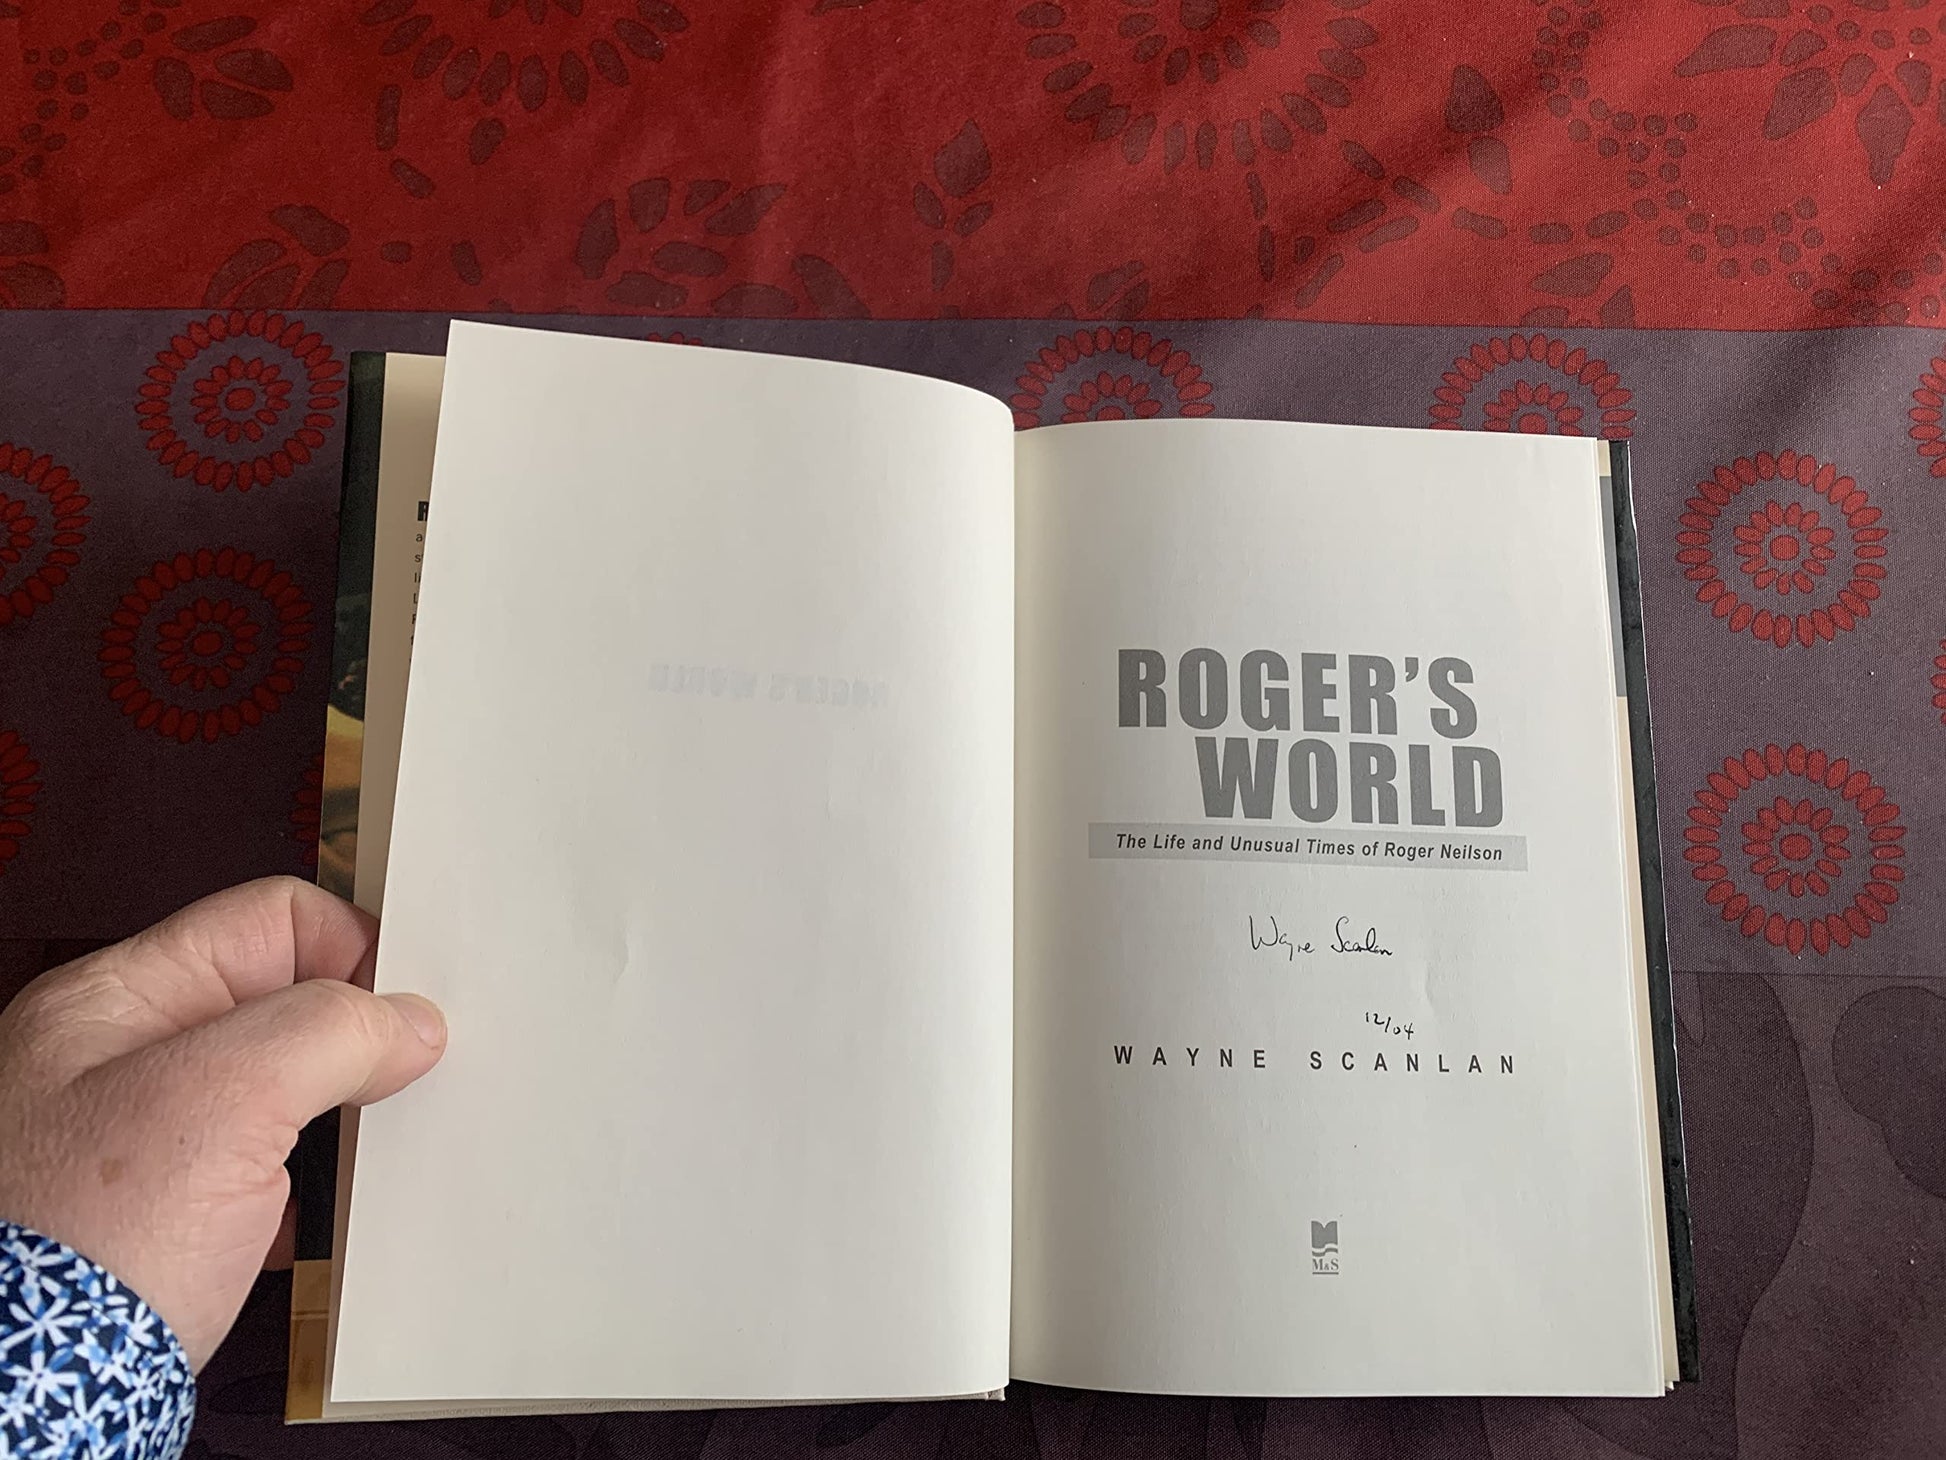 ROGER'S
WORLD
The Life and Unusual Times of Roger Neilson
Wayne Scanlan
12/04
WAYNE SCANLAN
M&S